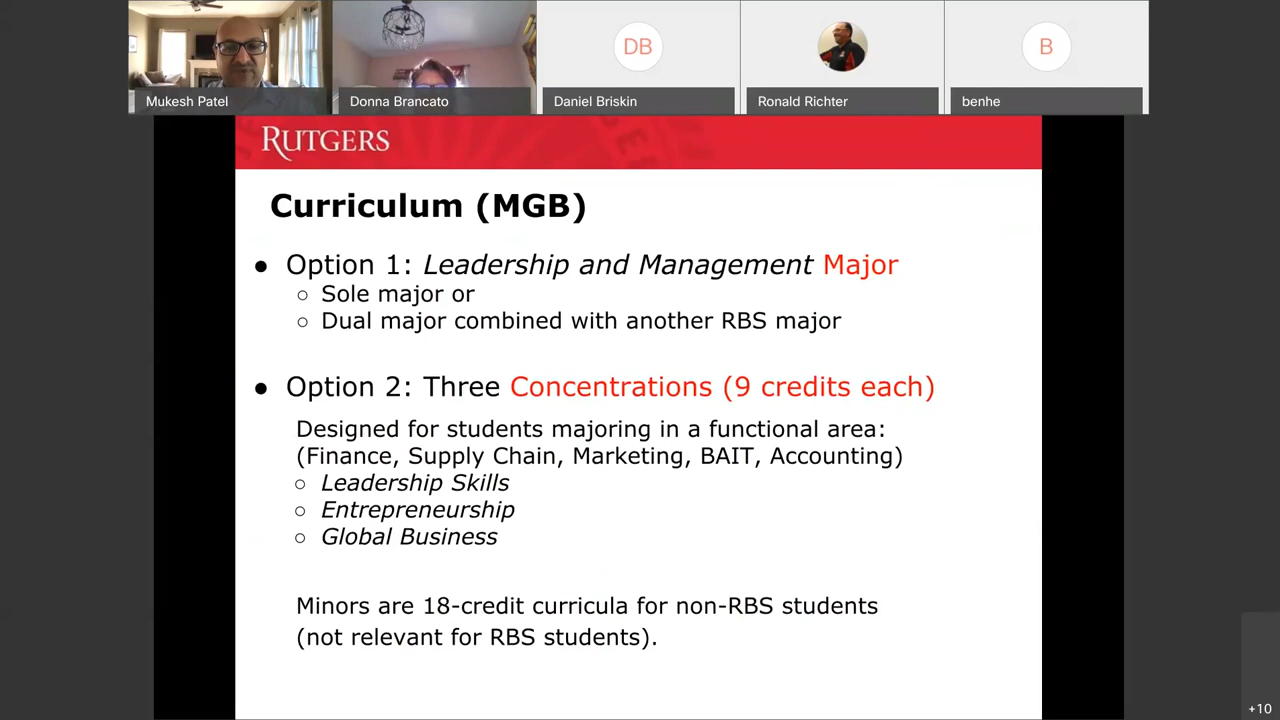 DB
B
Mukesh Patel
Donna Brancato
Daniel Briskin
Ronald Richter
benhe
RUTGERS
Curriculum (MGB)
● Option 1: Leadership and Management Major
○ Sole major or
○ Dual major combined with another RBS major
● Option 2: Three Concentrations (9 credits each)
Designed for students majoring in a functional area:
(Finance, Supply Chain, Marketing, BAIT, Accounting)
○ Leadership Skills
○ Entrepreneurship
○ Global Business
Minors are 18-credit curricula for non-RBS students
(not relevant for RBS students).
+10